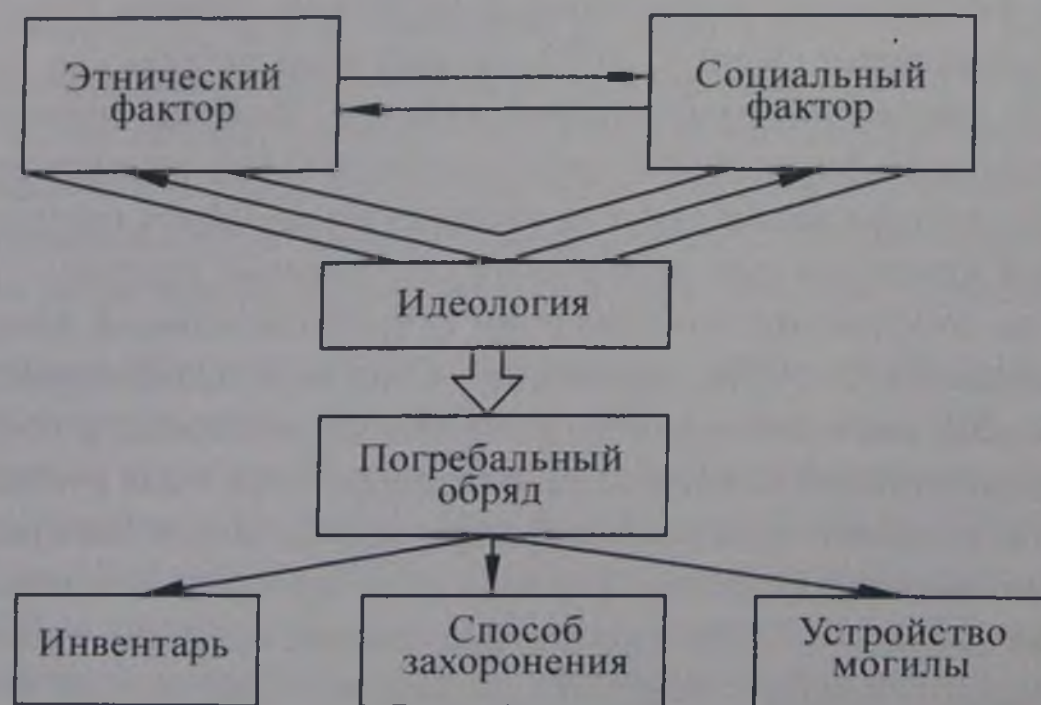 Этнический
фактор
Социальный
фактор
Идеология
Погребальный
обряд
Инвентарь
Способ
захоронения
Устройство
могилы